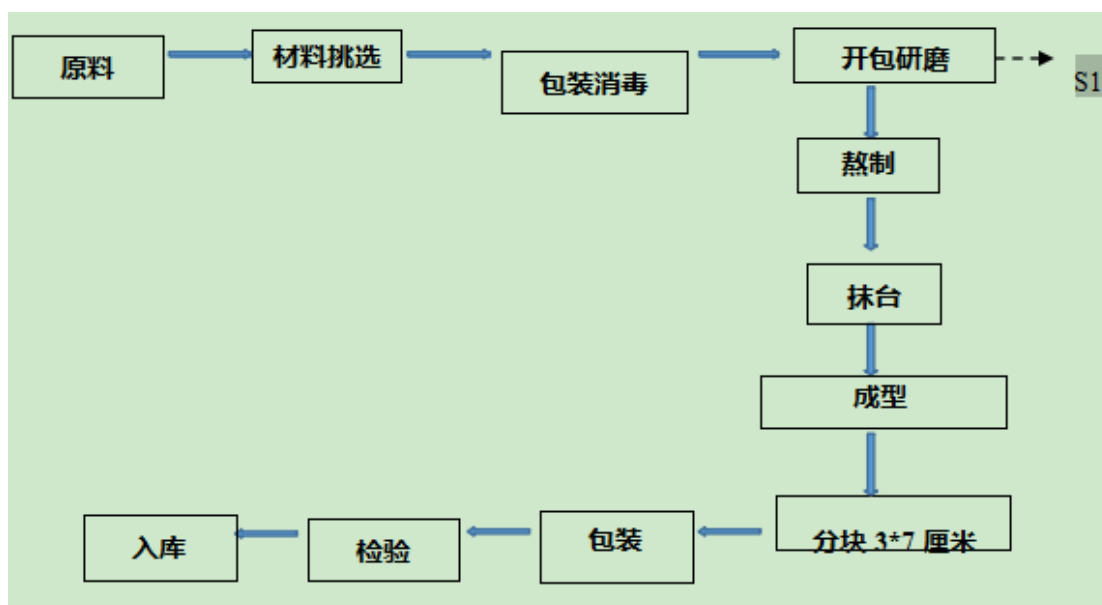 原料
材料挑选
包装消毒
开包研磨
S1
熬制
抹台
成型
分块 3*7 厘米
包装
检验
入库